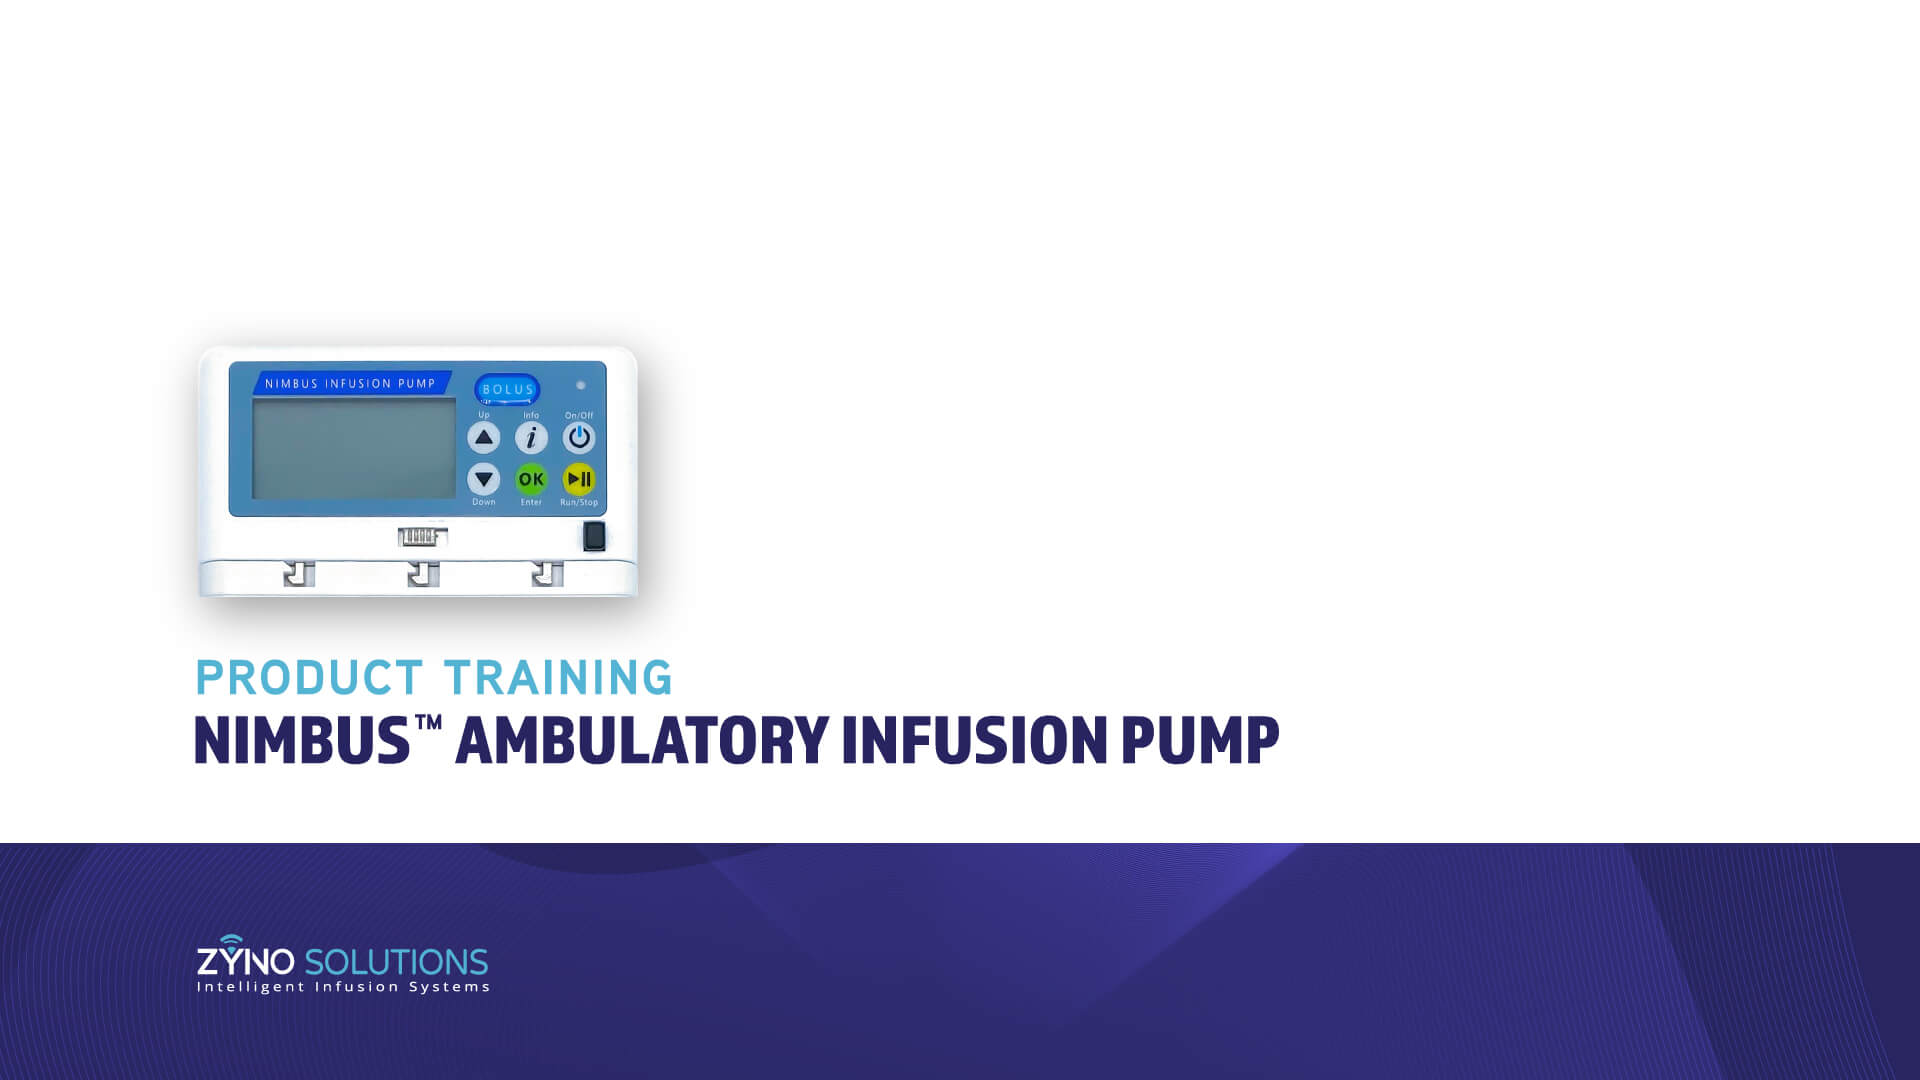 NIMBUS INFUSION PUMP
BOLUS
Up Info On/Off
i
OK
Down Enter Run/Stop
PRODUCT TRAINING
NIMBUS™ AMBULATORY INFUSION PUMP
ZYNO SOLUTIONS
Intelligent Infusion Systems